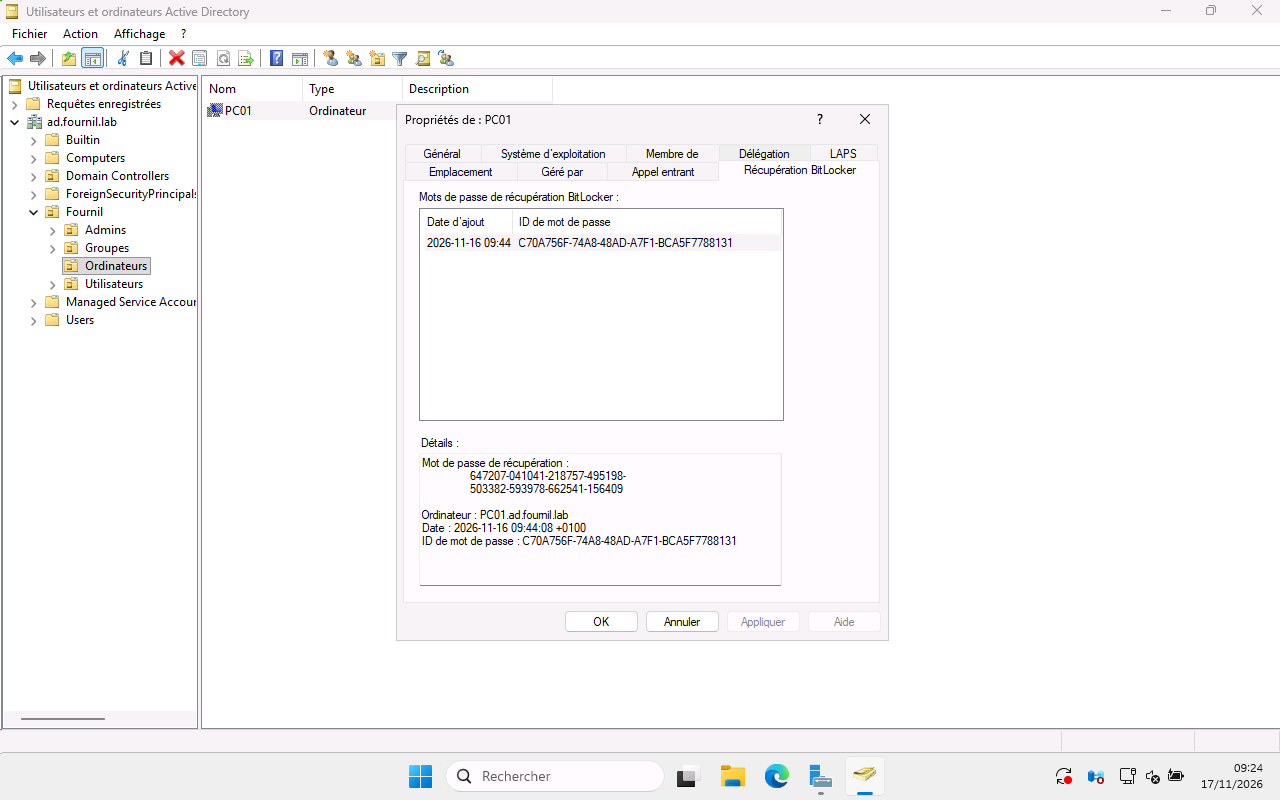 Utilisateurs et ordinateurs Active Directory
Fichier Action Affichage ?
Utilisateurs et ordinateurs Active
Requêtes enregistrées
ad.fournil.lab
Builtin
Computers
Domain Controllers
ForeignSecurityPrincipals
Fournil
Admins
Groupes
Ordinateurs
Utilisateurs
Managed Service Accour
Users
Nom Type Description
PC01 Ordinateur
Propriétés de : PC01
Général Système d'exploitation Membre de Délégation LAPS
Emplacement Géré par Appel entrant Récupération BitLocker
Mots de passe de récupération BitLocker :
Date d'ajout ID de mot de passe
2026-11-16 09:44 C70A756F-74A8-48AD-A7F1-BCA5F7788131
Détails :
Mot de passe de récupération :
647207-041041-218757-495198-
503382-593978-662541-156409
Ordinateur : PC01.ad.fournil.lab
Date : 2026-11-16 09:44:08 +0100
ID de mot de passe : C70A756F-74A8-48AD-A7F1-BCA5F7788131
OK Annuler Appliquer Aide
Rechercher
09:24
17/11/2026